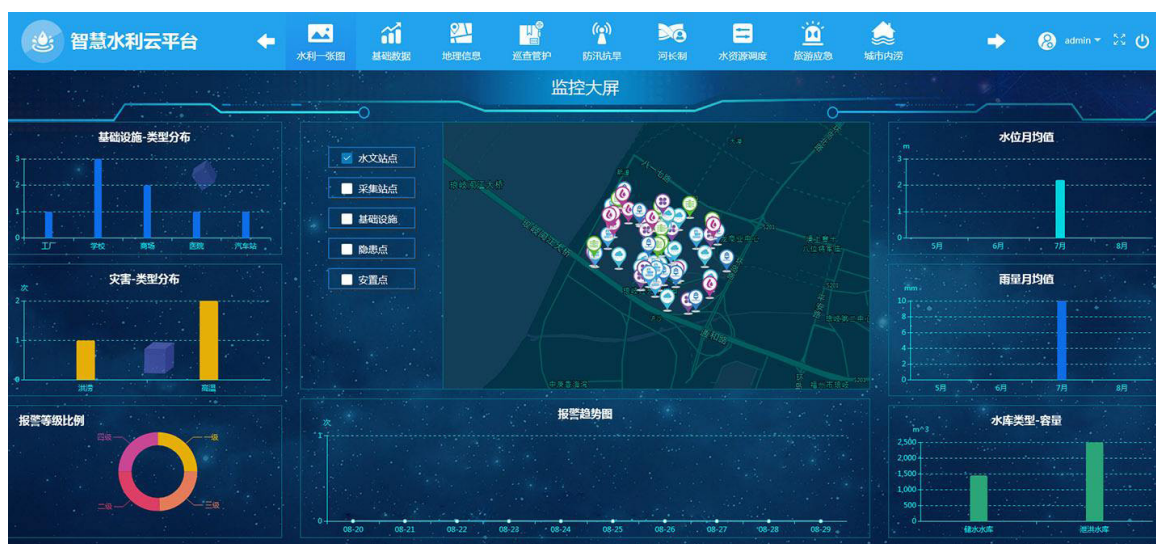 智慧水利云平台
水利一张图
基础数据
地理信息
巡查管护
防汛抗旱
河长制
水资源调度
旅游应急
城市内涝
admin
监控大屏
基础设施-类型分布
3
2
1
0
工厂 学校 商场 医院 汽车站
灾害-类型分布
次
2
1
0
洪涝 高温
报警等级比例
四级 一级
二级 三级
水文站点
采集站点
基础设施
隐患点
安置点
八一七路
通和路
报警趋势图
次
1
0
08-20 08-21 08-22 08-23 08-24 08-25 08-26 08-27 08-28 08-29
水位月均值
m
3
2
1
0
5月 6月 7月 8月
雨量月均值
mm
10
8
6
4
2
0
5月 6月 7月 8月
水库类型-容量
m^3
2,500
2,000
1,500
1,000
500
0
储水水库 泄洪水库